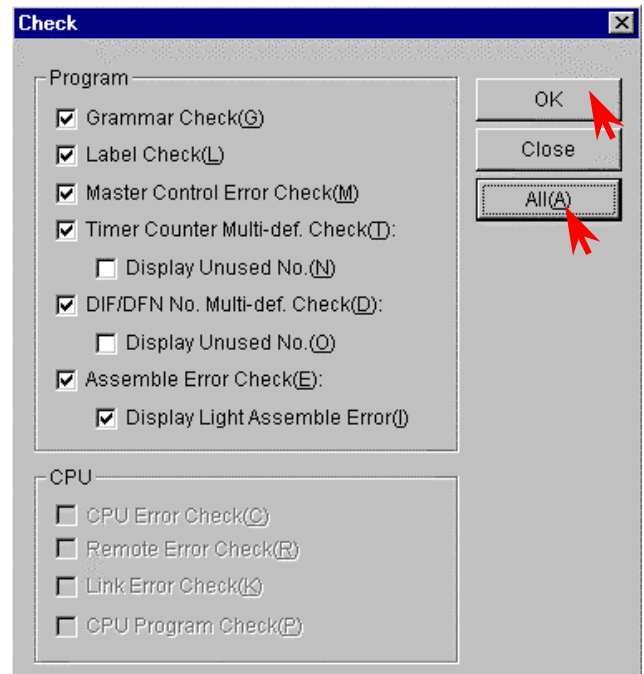 Check
Program
Grammar Check(G)
Label Check(L)
Master Control Error Check(M)
Timer Counter Multi-def. Check(T):
Display Unused No.(N)
DIF/DFN No. Multi-def. Check(D):
Display Unused No.(O)
Assemble Error Check(E):
Display Light Assemble Error(I)
OK
Close
All(A)
CPU
CPU Error Check(C)
Remote Error Check(R)
Link Error Check(K)
CPU Program Check(P)